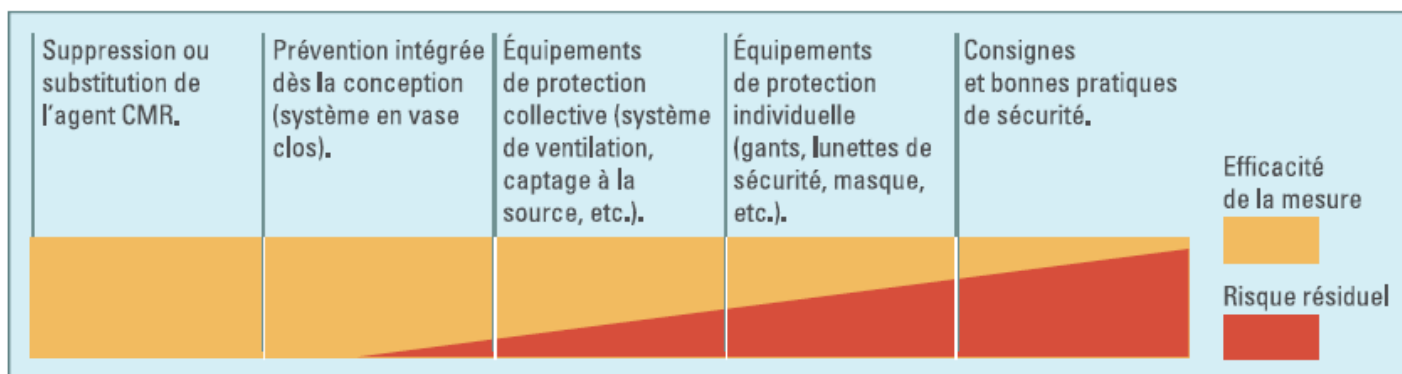 Suppression ou
substitution de
l'agent CMR.
Prévention intégrée
dès la conception
(système en vase
clos).
Équipements
de protection
collective (système
de ventilation,
captage à la
source, etc.).
Équipements
de protection
individuelle
(gants, lunettes de
sécurité, masque,
etc.).
Consignes
et bonnes pratiques
de sécurité.
Efficacité
de la mesure
Risque résiduel